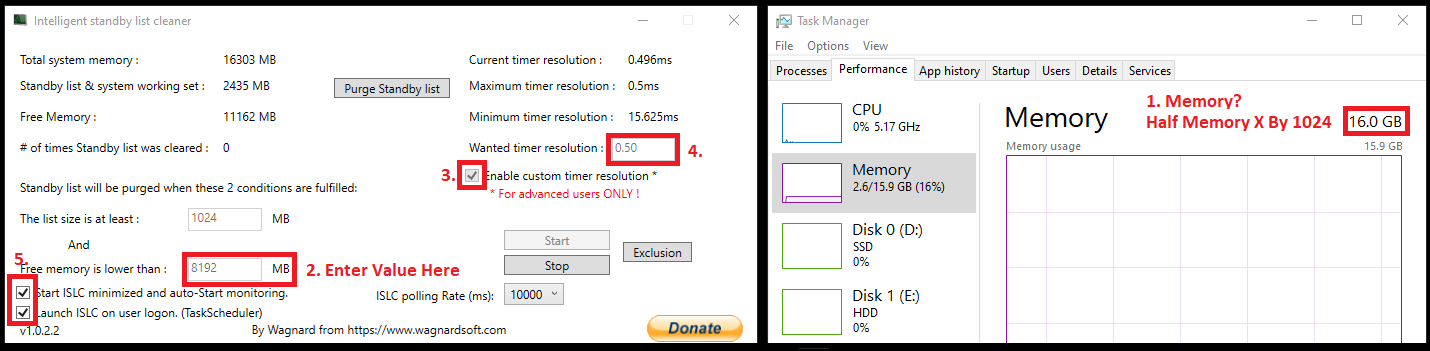 Intelligent standby list cleaner
Total system memory : 16303 MB
Standby list & system working set : 2435 MB
Purge Standby list
Free Memory : 11162 MB
# of times Standby list was cleared : 0
Standby list will be purged when these 2 conditions are fulfilled:
The list size is at least : 1024 MB
And
5.
Free memory is lower than : 8192 MB
2. Enter Value Here
Start ISLC minimized and auto-Start monitoring.
Launch ISLC on user logon. (TaskScheduler)
v1.0.2.2
By Wagnard from https://www.wagnardsoft.com
Current timer resolution : 0.496ms
Maximum timer resolution : 0.5ms
Minimum timer resolution : 15.625ms
Wanted timer resolution : 0.50
4.
3.
Enable custom timer resolution *
* For advanced users ONLY !
Start
Stop
Exclusion
ISLC polling Rate (ms): 10000
Donate
Task Manager
File Options View
Processes Performance App history Startup Users Details Services
CPU
0% 5.17 GHz
Memory
2.6/15.9 GB (16%)
Disk 0 (D:)
SSD
0%
Disk 1 (E:)
HDD
0%
1. Memory?
Memory
Half Memory X By 1024
16.0 GB
Memory usage 15.9 GB